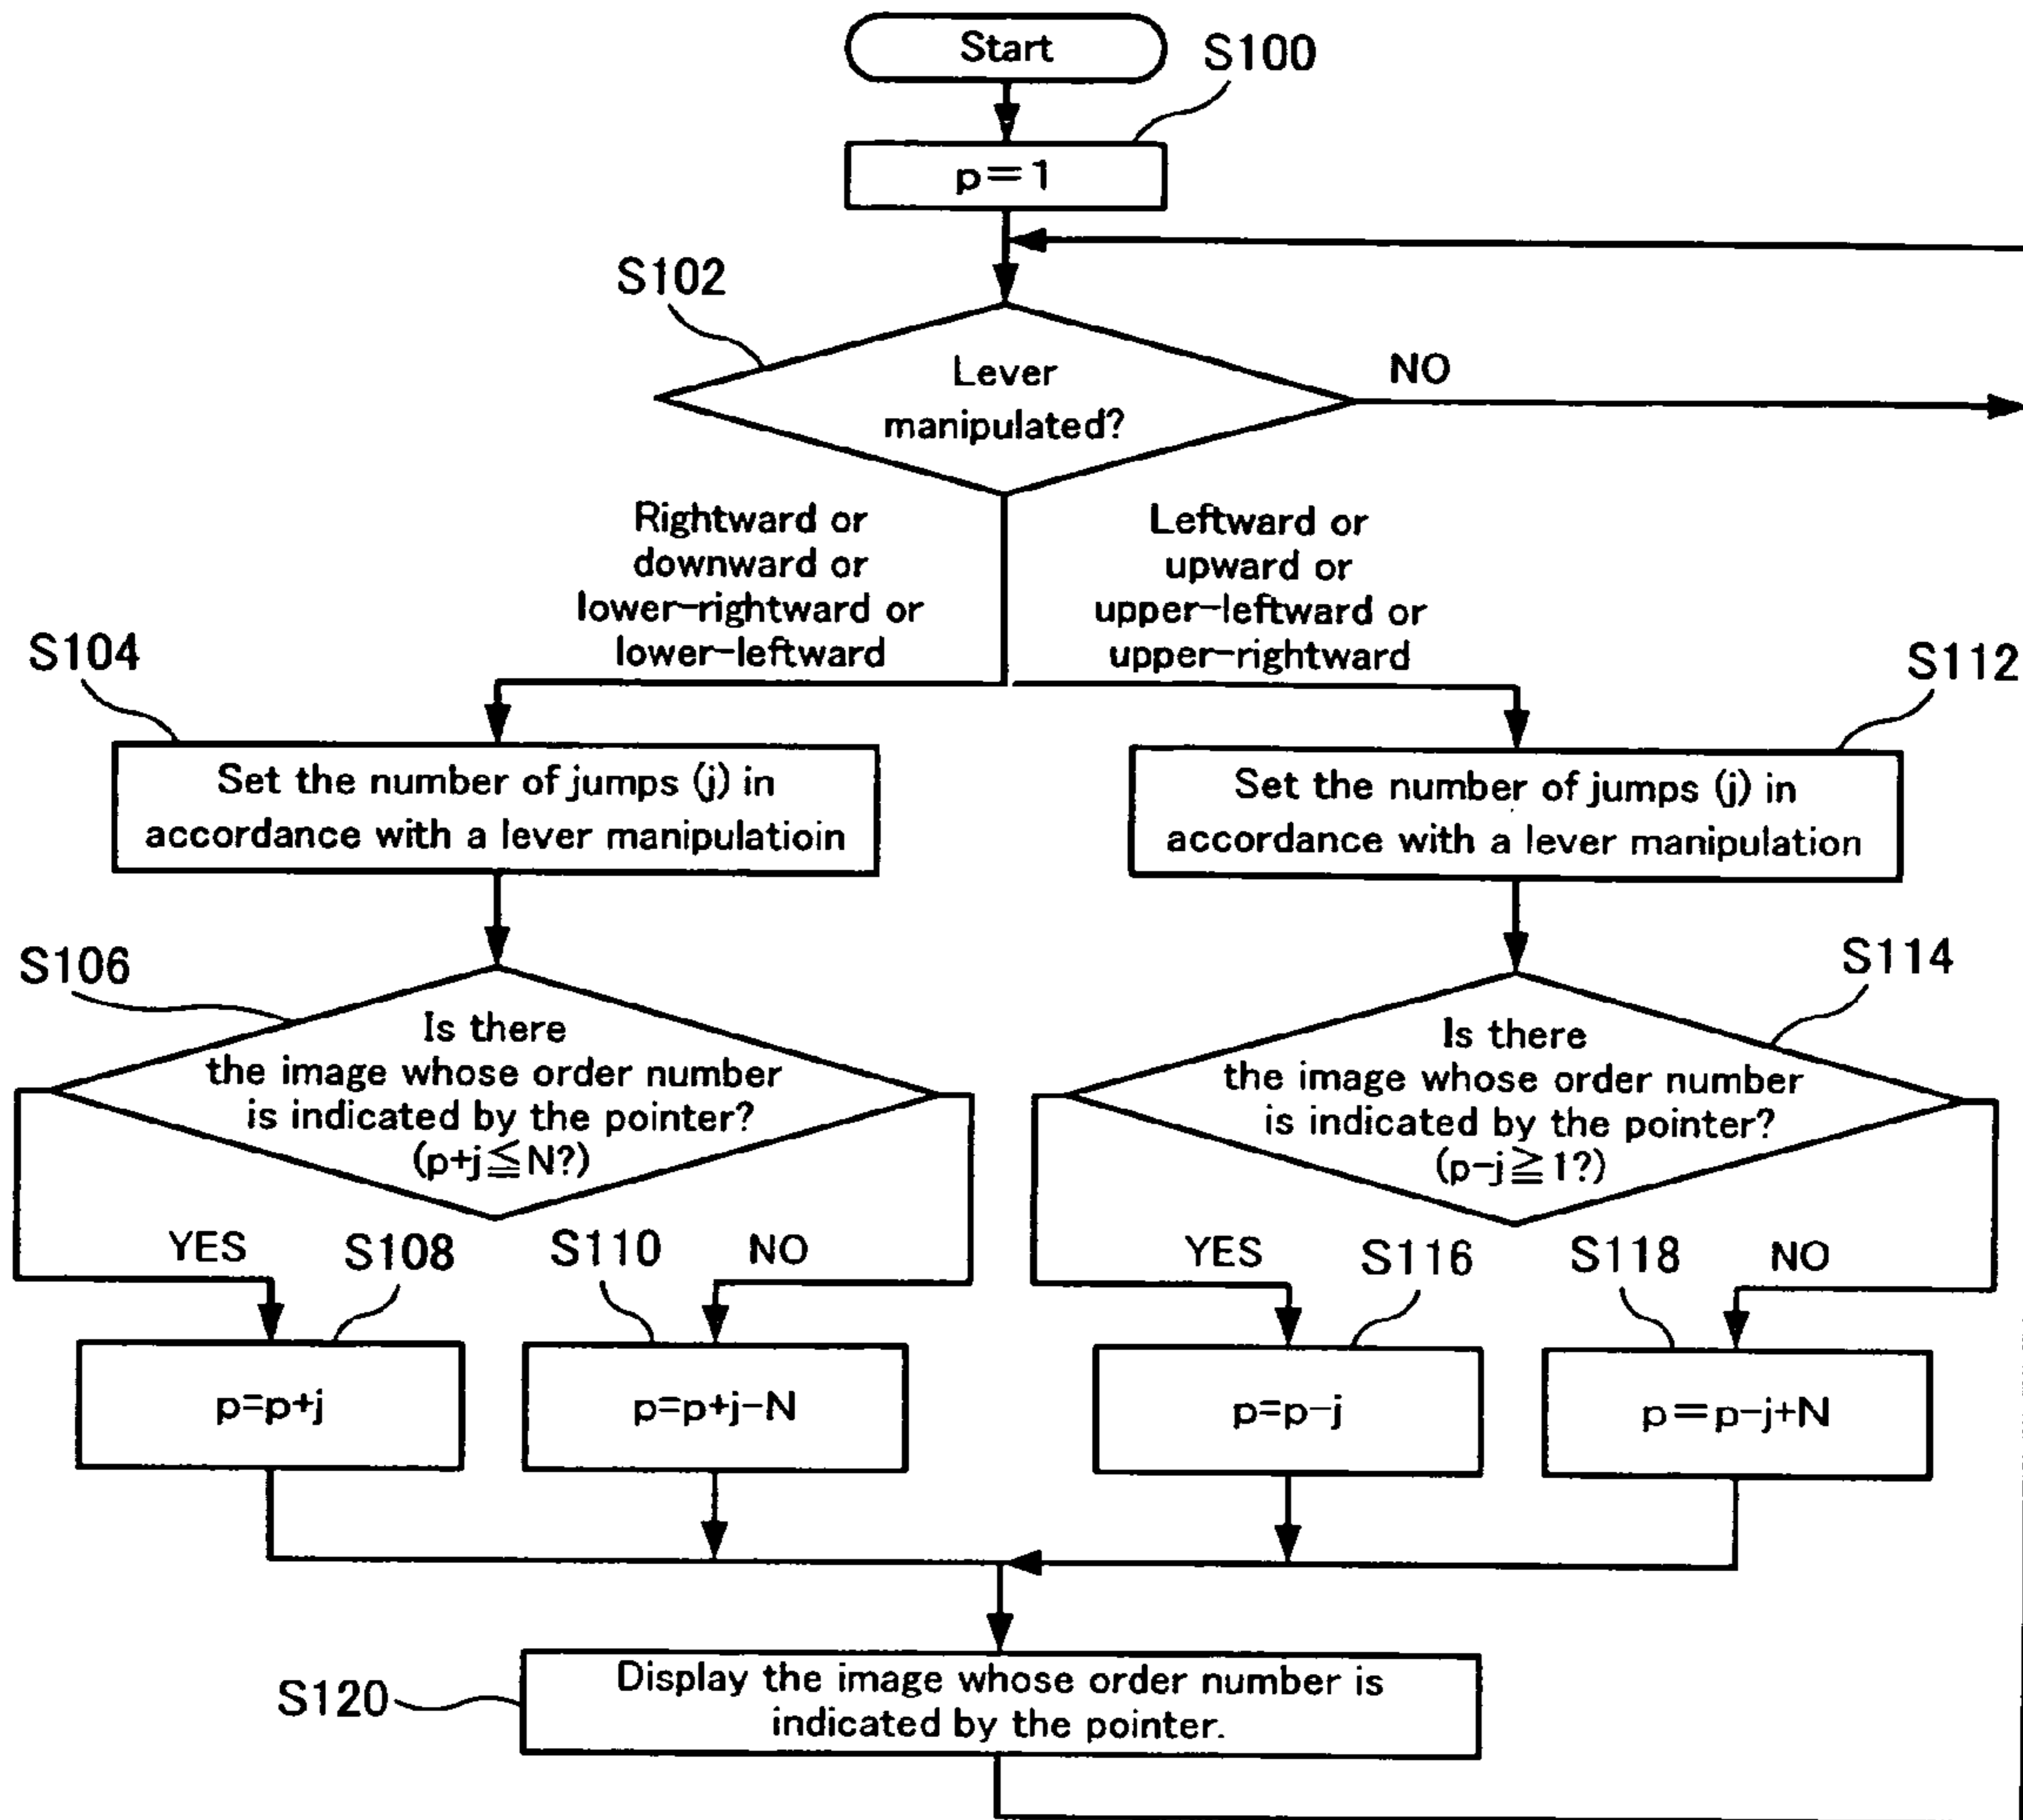 Start
S100
p=1
S102
Lever
manipulated?
NO
Rightward or
downward or
lower-rightward or
lower-leftward
Leftward or
upward or
upper-leftward or
upper-rightward
S104
Set the number of jumps (j) in
accordance with a lever manipulatioin
S112
Set the number of jumps (j) in
accordance with a lever manipulation
S106
Is there
the image whose order number
is indicated by the pointer?
(p+j≦N?)
S114
Is there
the image whose order number
is indicated by the pointer?
(p-j≧1?)
YES
S108
S110
NO
YES
S116
S118
NO
p=p+j
p=p+j-N
p=p-j
p=p-j+N
S120
Display the image whose order number is
indicated by the pointer.